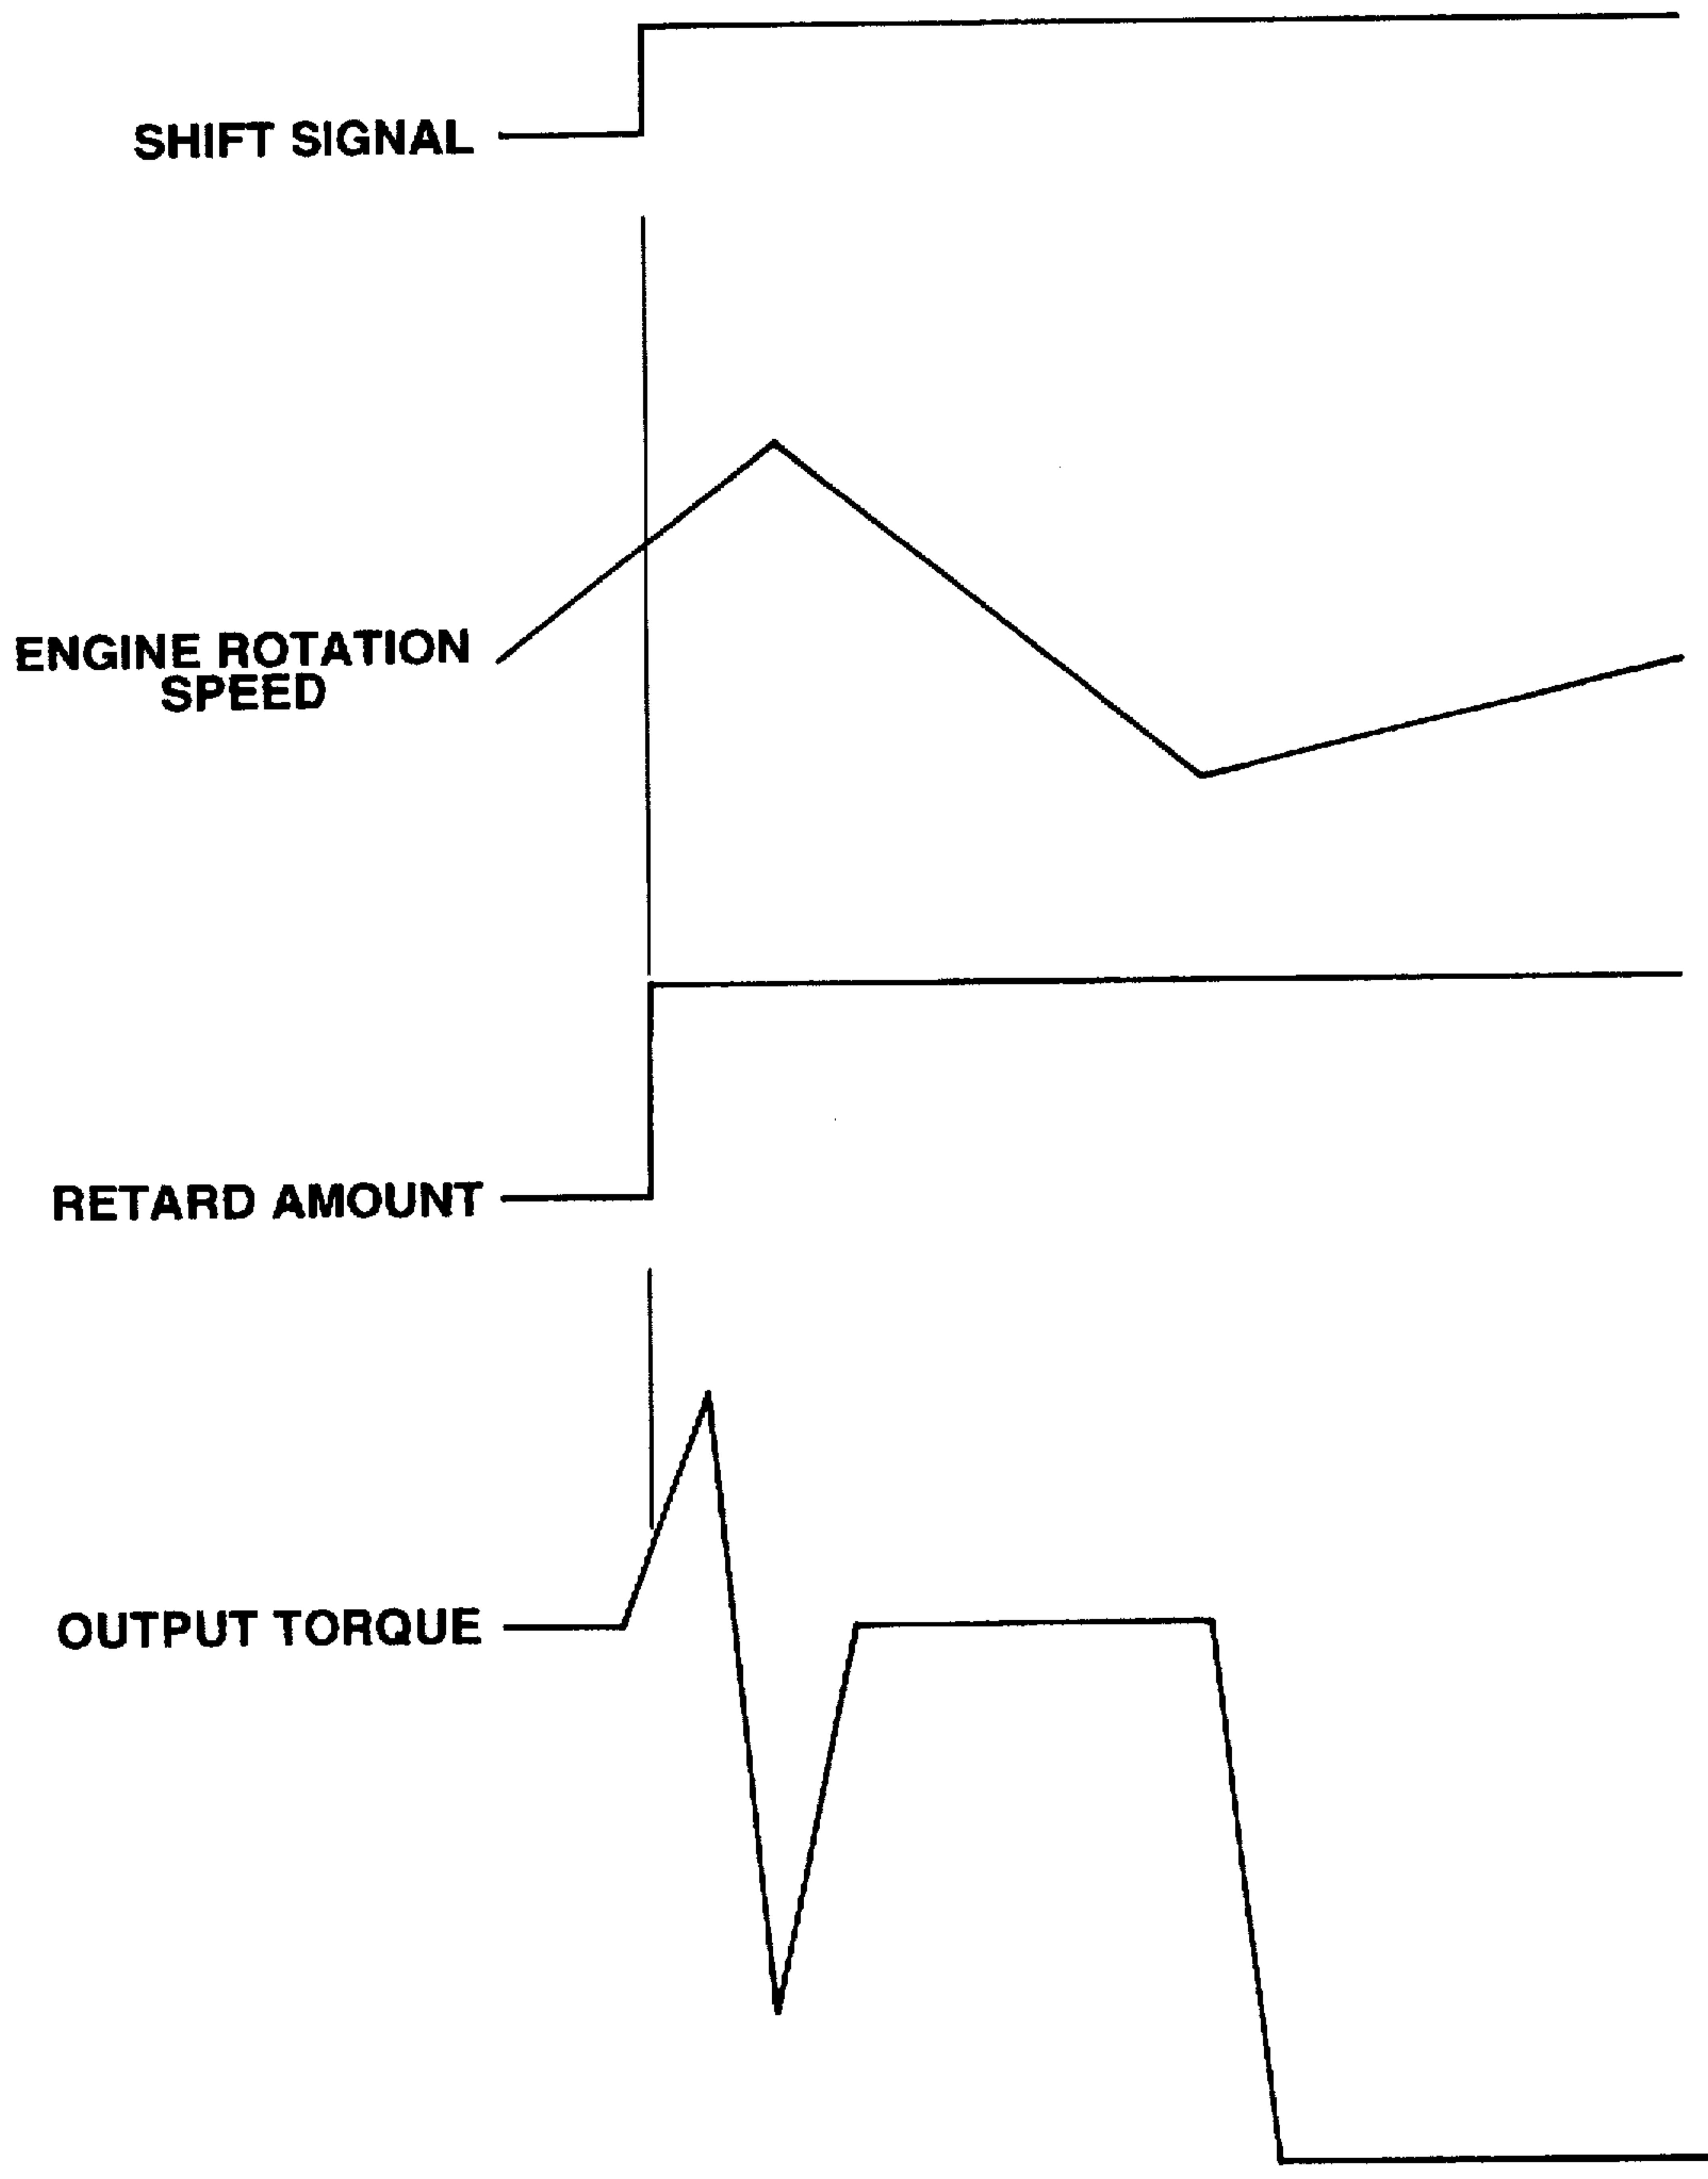 SHIFT SIGNAL
ENGINE ROTATION
SPEED
RETARD AMOUNT
OUTPUT TORQUE